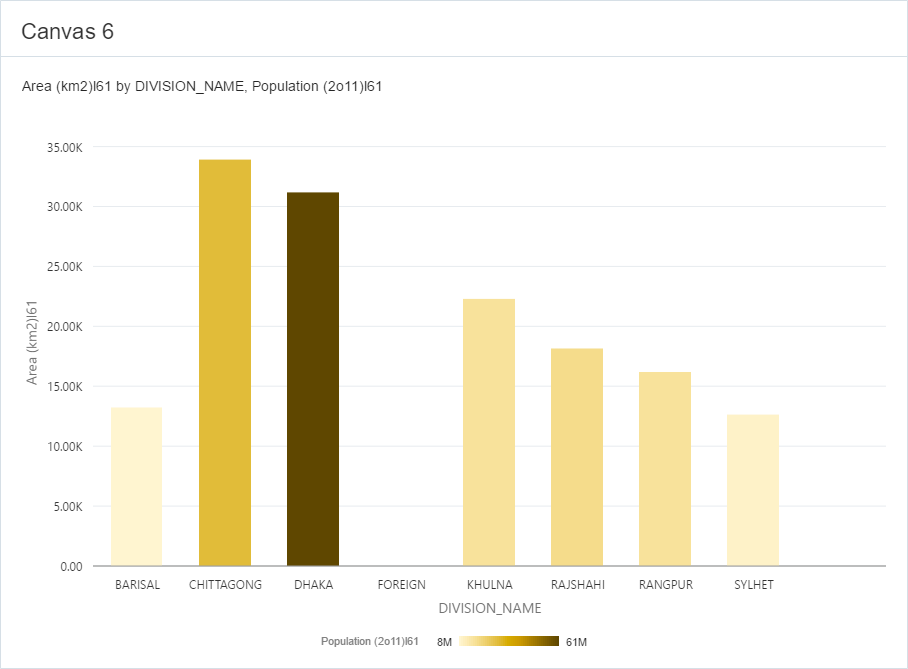 Canvas 6
Area (km2)l61 by DIVISION_NAME, Population (2o11)l61
35.00K
30.00K
25.00K
20.00K
15.00K
10.00K
5.00K
0.00
Area (km2)l61
BARISAL CHITTAGONG DHAKA FOREIGN KHULNA RAJSHAHI RANGPUR SYLHET
DIVISION_NAME
Population (2o11)l61 8M 61M